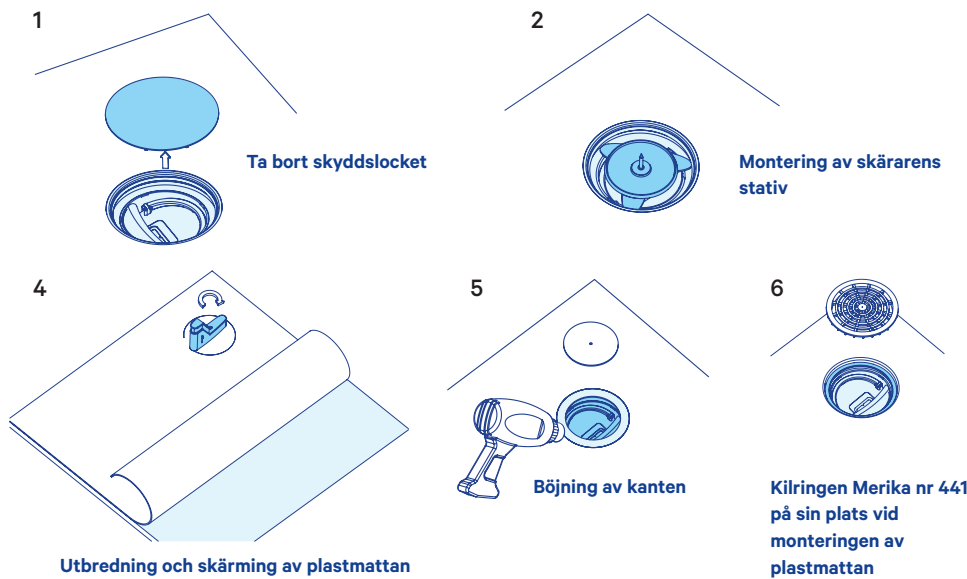 1
Ta bort skyddslocket
2
Montering av skärarens
stativ
4
Utbredning och skärming av plastmattan
5
Böjning av kanten
6
Kilringen Merika nr 441
på sin plats vid
monteringen av
plastmattan